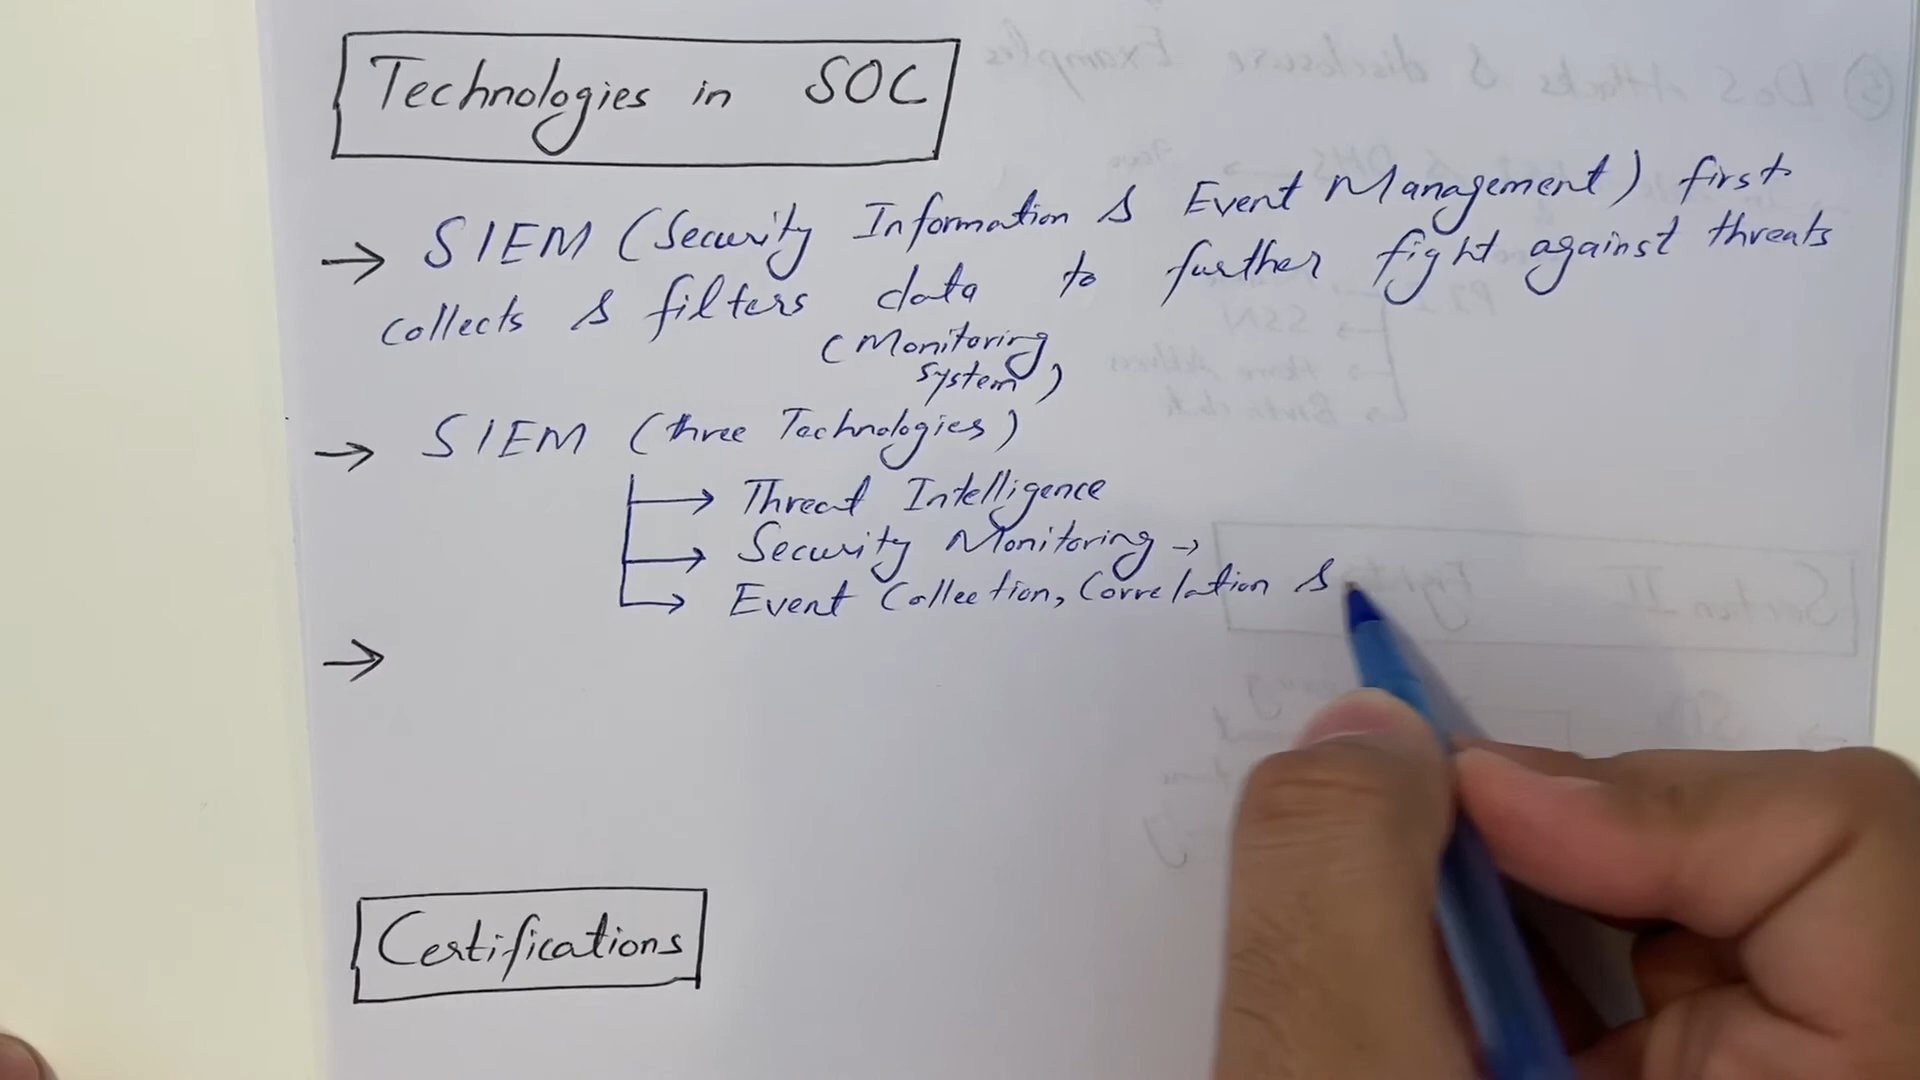 Technologies in SOC
→ SIEM (Security Information & Event Management) first
collects & filters data to further fight against threats
(Monitoring
system)
→ SIEM (three Technologies)
→ Threat Intelligence
→ Security Monitoring →
→ Event Collection, Correlation &
→
Certifications